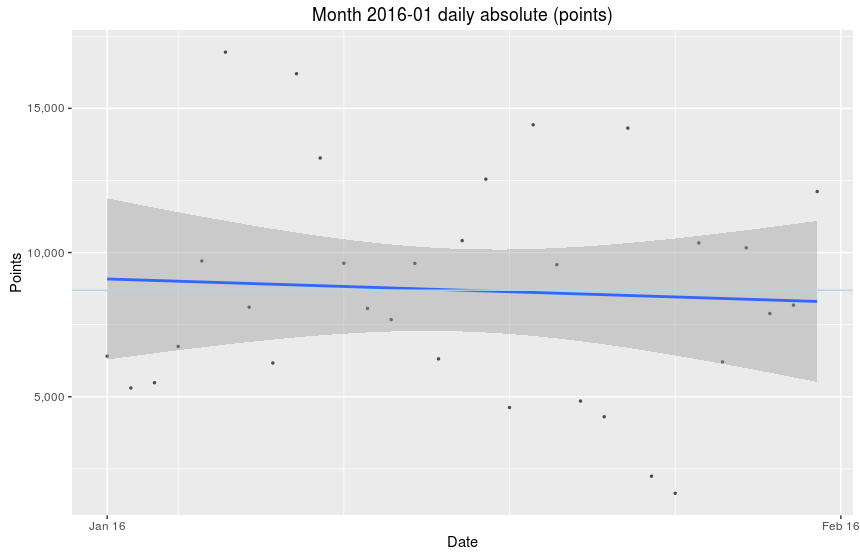 Month 2016-01 daily absolute (points)
Points
15,000
10,000
5,000
Jan 16
Feb 16
Date